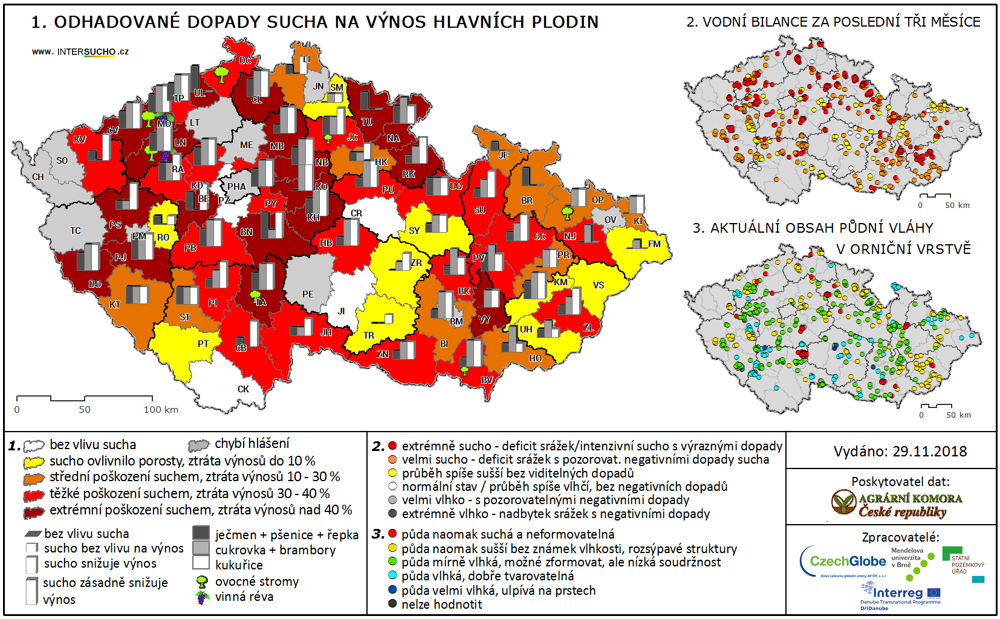 1. ODHADOVANÉ DOPADY SUCHA NA VÝNOS HLAVNÍCH PLODIN
www. INTERSUCHO.cz
DC
LI
JN
SM
UL
TP
CL
MO
LT
TU
CV
KV
LN
ME
MB
JC
NA
SO
CH
RA
NB
HK
JE
RK
KD
PHA
BE
PZ
KO
PU
UO
PY
BR
OP
SU
CR
KH
OV
KI
TC
PS
PM
RO
BN
SY
OC
NJ
FM
PB
HB
PJ
ZR
PV
PR
DO
KM
VS
KT
PI
TA
PE
BK
ST
JI
BM
VY
UH
ZL
JH
TR
PT
CB
BI
ZN
HO
BV
CK
0 50 100 km
2. VODNÍ BILANCE ZA POSLEDNÍ TŘI MĚSÍCE
0 50 km
3. AKTUÁLNÍ OBSAH PŮDNÍ VLÁHY
V ORNIČNÍ VRSTVĚ
0 50 km
1. bez vlivu sucha
chybí hlášení
sucho ovlivnilo porosty, ztráta výnosů do 10 %
střední poškození suchem, ztráta výnosů 10 - 30 %
těžké poškození suchem, ztráta výnosů 30 - 40 %
extrémní poškození suchem, ztráta výnosů nad 40 %
bez vlivu sucha
sucho bez vlivu na výnos
sucho snižuje výnos
sucho zásadně snižuje
výnos
ječmen + pšenice + řepka
cukrovka + brambory
kukuřice
ovocné stromy
vinná réva
2. extrémně sucho - deficit srážek/intenzivní sucho s výraznými dopady
velmi sucho - deficit srážek s pozorovat. negativními dopady sucha
průběh spíše sušší bez viditelných dopadů
normální stav / průběh spíše vlhčí, bez negativních dopadů
velmi vlhko - s pozorovatelnými negativními dopady
extrémně vlhko - nadbytek srážek s negativními dopady
3. půda naomak suchá a neformovatelná
půda naomak sušší bez známek vlhkosti, rozsýpavé struktury
půda mírně vlhká, možné zformovat, ale nízká soudržnost
půda vlhká, dobře tvarovatelná
půda velmi vlhká, ulpívá na prstech
nelze hodnotit
Vydáno: 29.11.2018
Poskytovatel dat:
AGRÁRNÍ KOMORA
České republiky
Zpracovatelé:
CzechGlobe
Ústav výzkumu globální změny AV ČR, v. v. i.
Mendelova
univerzita
v Brně
STÁTNÍ
POZEMKOVÝ
ÚŘAD
Interreg
Danube Transnational Programme
DriDanube